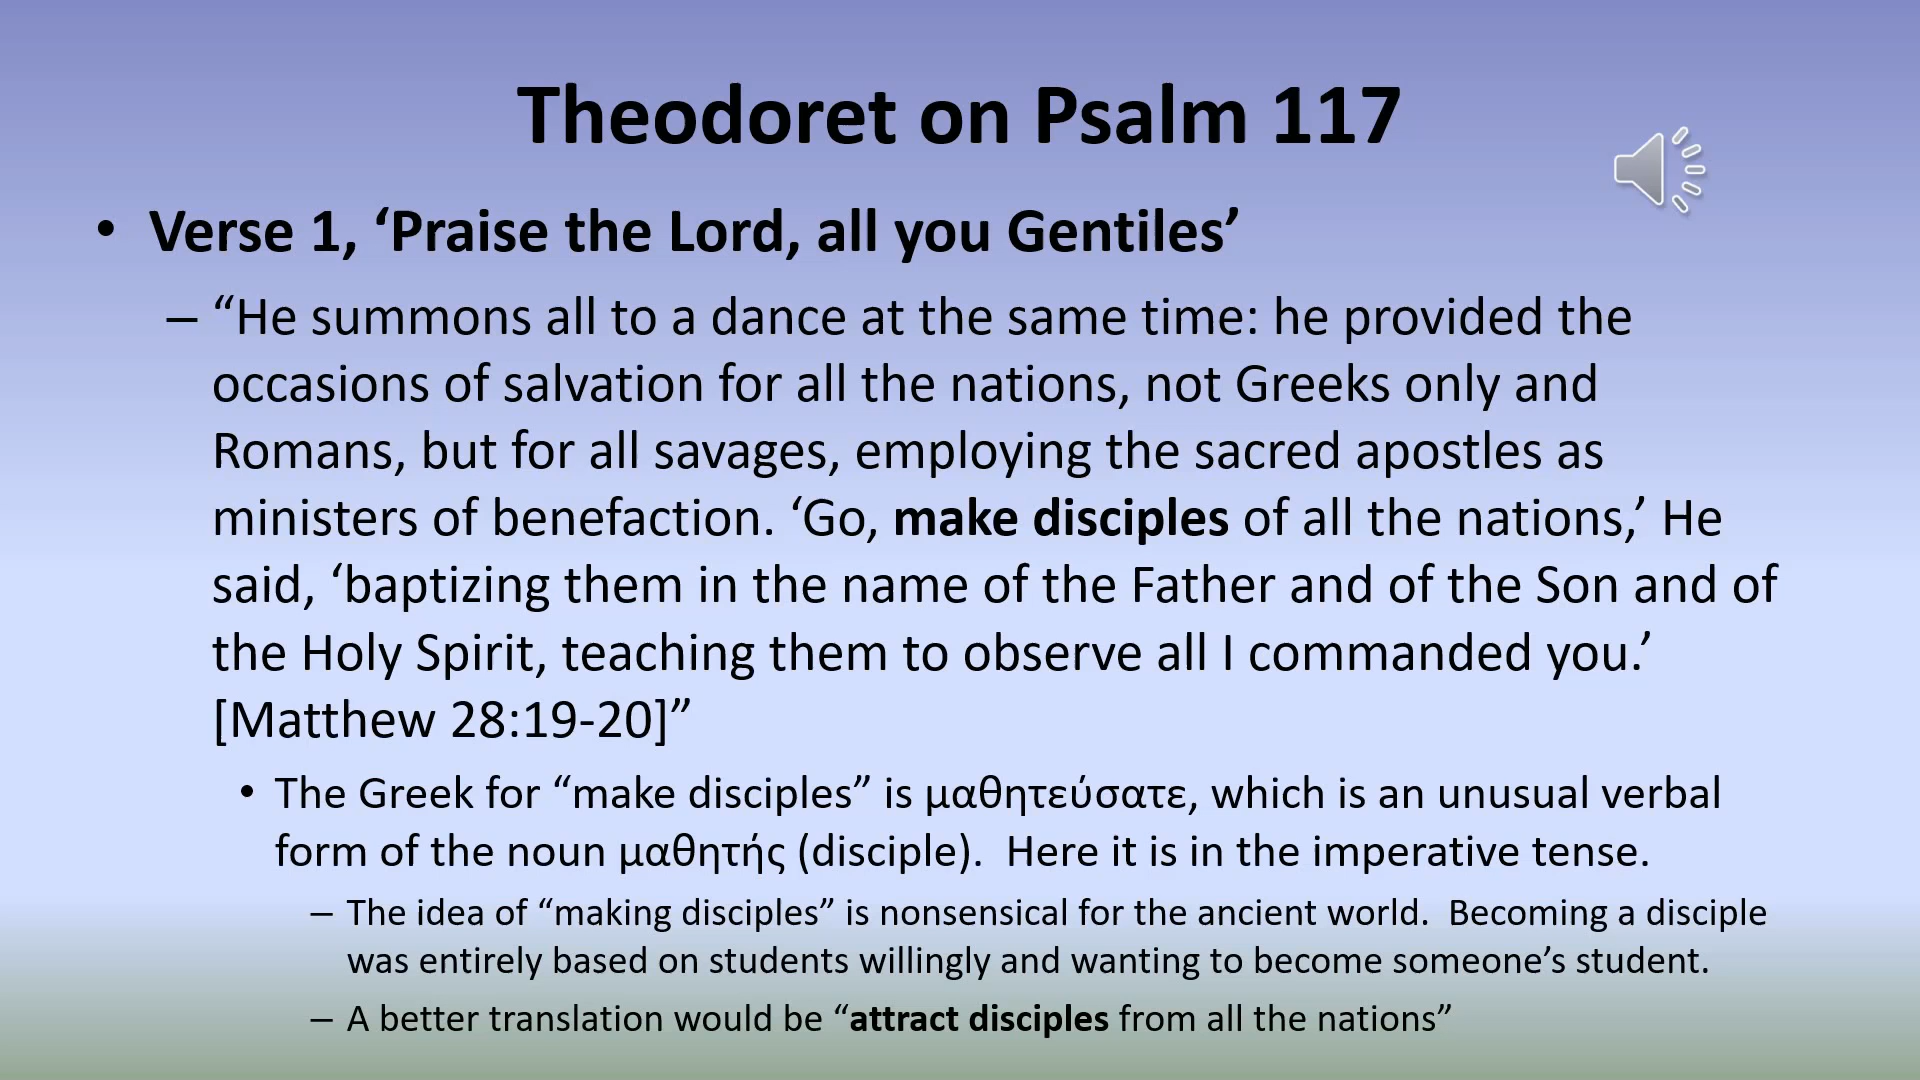 Theodoret on Psalm 117
• Verse 1, ‘Praise the Lord, all you Gentiles’
– “He summons all to a dance at the same time: he provided the
occasions of salvation for all the nations, not Greeks only and
Romans, but for all savages, employing the sacred apostles as
ministers of benefaction. ‘Go, make disciples of all the nations,’ He
said, ‘baptizing them in the name of the Father and of the Son and of
the Holy Spirit, teaching them to observe all I commanded you.’
[Matthew 28:19-20]”
• The Greek for “make disciples” is μαθητεύσατε, which is an unusual verbal
form of the noun μαθητής (disciple).  Here it is in the imperative tense.
– The idea of “making disciples” is nonsensical for the ancient world.  Becoming a disciple
was entirely based on students willingly and wanting to become someone’s student.
– A better translation would be “attract disciples from all the nations”